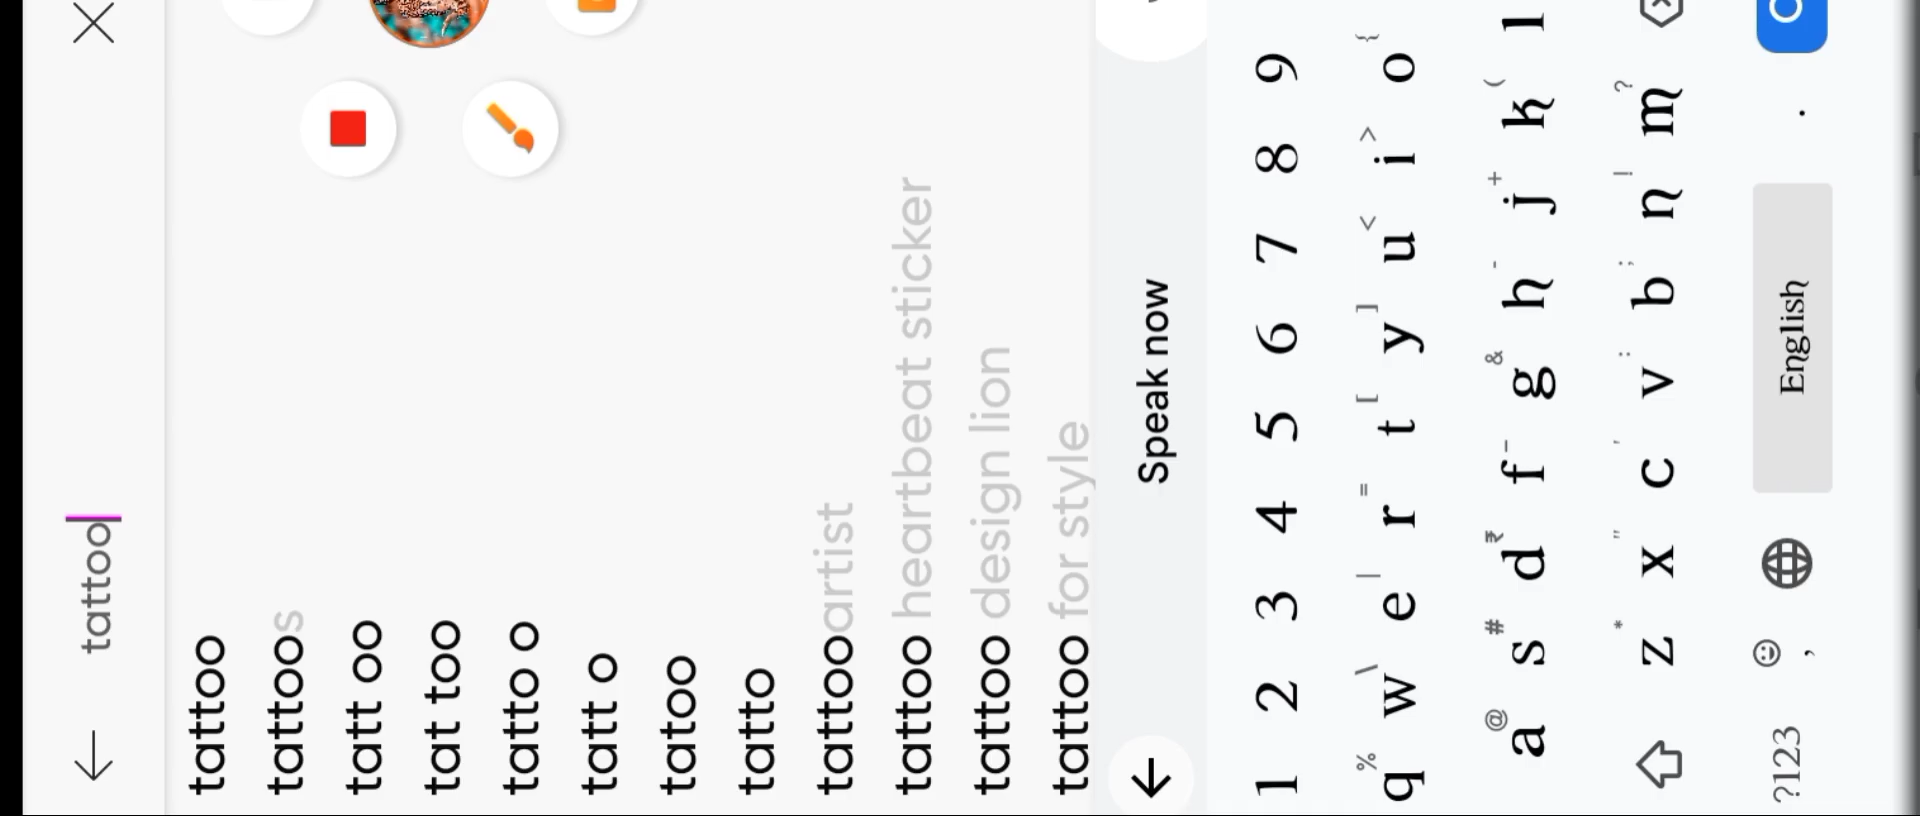 tattoo
tattoo
tattoos
tatt oo
tat too
tatto o
tatt o
tatoo
tatto
tattooartist
tattoo heartbeat sticker
tattoo design lion
tattoo for style
Speak now
1 2 3 4 5 6 7 8 9
% \ | = [ ] < > {
q w e r t y u i o
@ # ₹ _ & - + (
a s d f g h j k l
* " ' : ; ! ?
z x c v b n m
?123 , English .